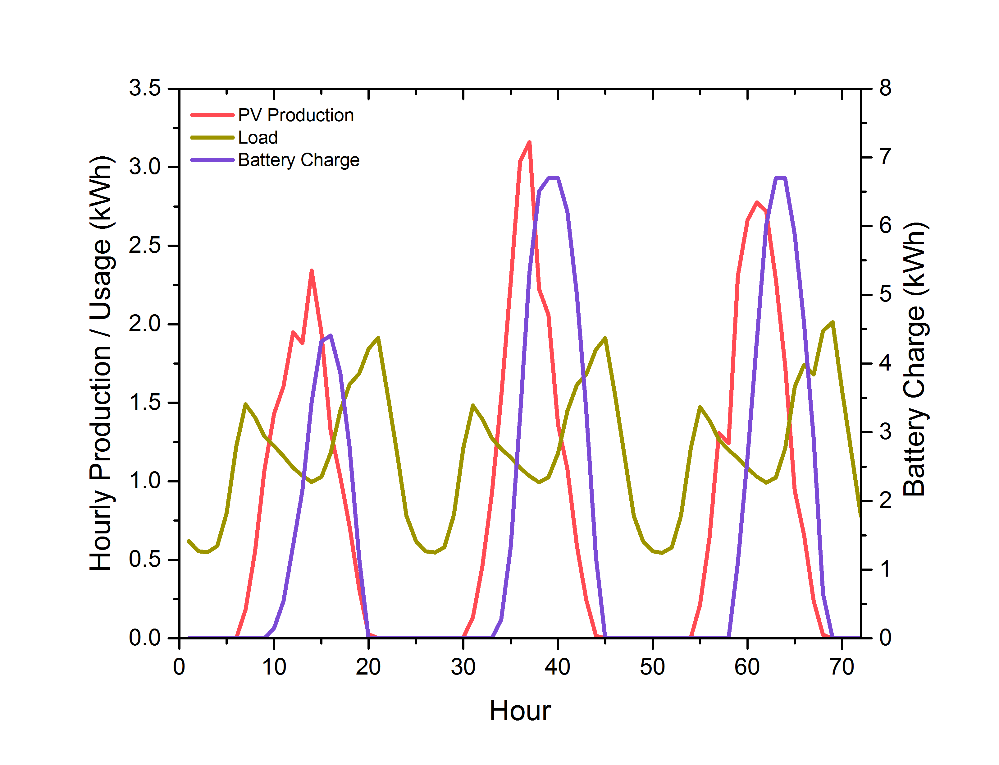 PV Production
Load
Battery Charge
Hourly Production / Usage (kWh)
3.5
3.0
2.5
2.0
1.5
1.0
0.5
0.0
Battery Charge (kWh)
8
7
6
5
4
3
2
1
0
0 10 20 30 40 50 60 70
Hour